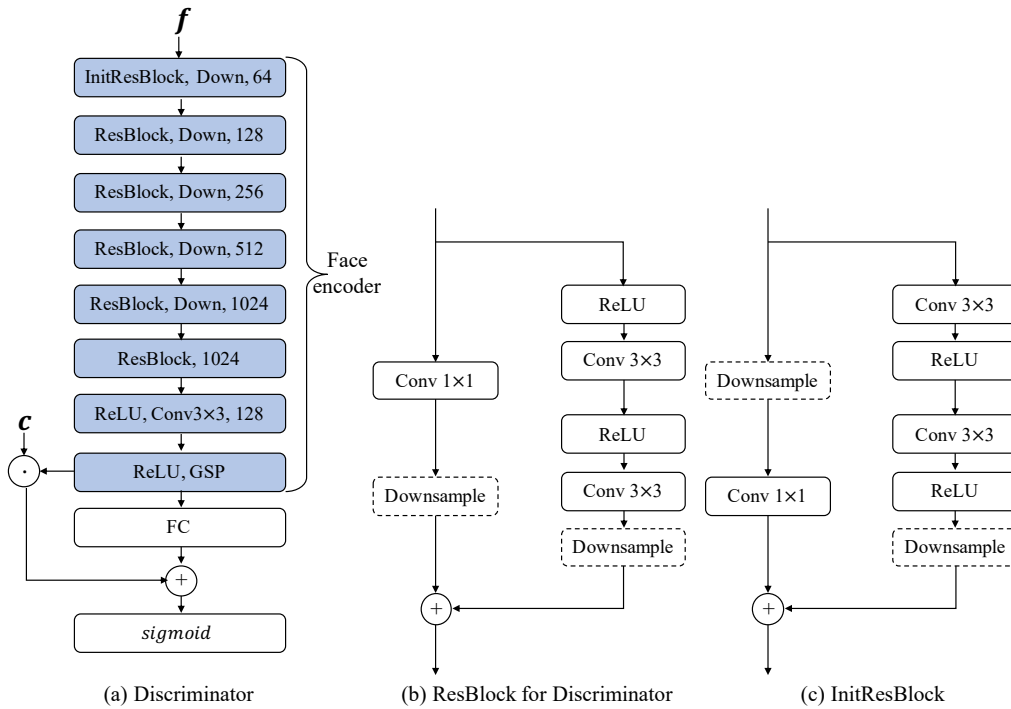 f
InitResBlock, Down, 64
ResBlock, Down, 128
ResBlock, Down, 256
ResBlock, Down, 512
ResBlock, Down, 1024
ResBlock, 1024
ReLU, Conv3×3, 128
ReLU, GSP
FC
+
sigmoid
c
·
Face
encoder
(a) Discriminator
Conv 1×1
Downsample
ReLU
Conv 3×3
ReLU
Conv 3×3
Downsample
+
(b) ResBlock for Discriminator
Downsample
Conv 1×1
Conv 3×3
ReLU
Conv 3×3
ReLU
Downsample
+
(c) InitResBlock